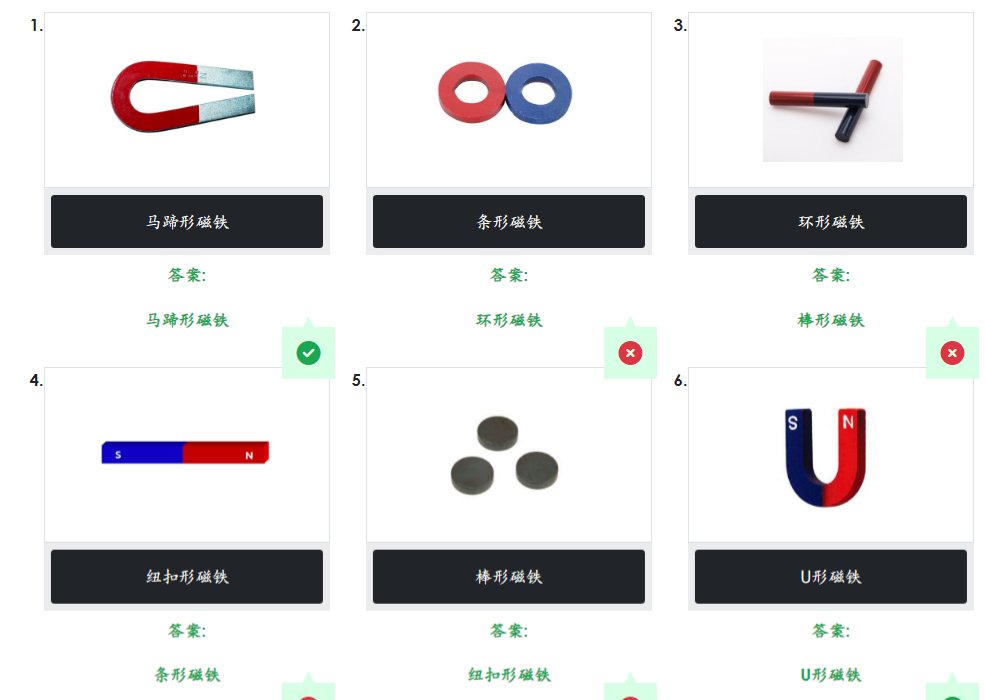 1.
N
马蹄形磁铁
答案:
马蹄形磁铁
2.
条形磁铁
答案:
环形磁铁
3.
环形磁铁
答案:
棒形磁铁
4.
S N
纽扣形磁铁
答案:
条形磁铁
5.
棒形磁铁
答案:
纽扣形磁铁
6.
S N
U形磁铁
答案:
U形磁铁